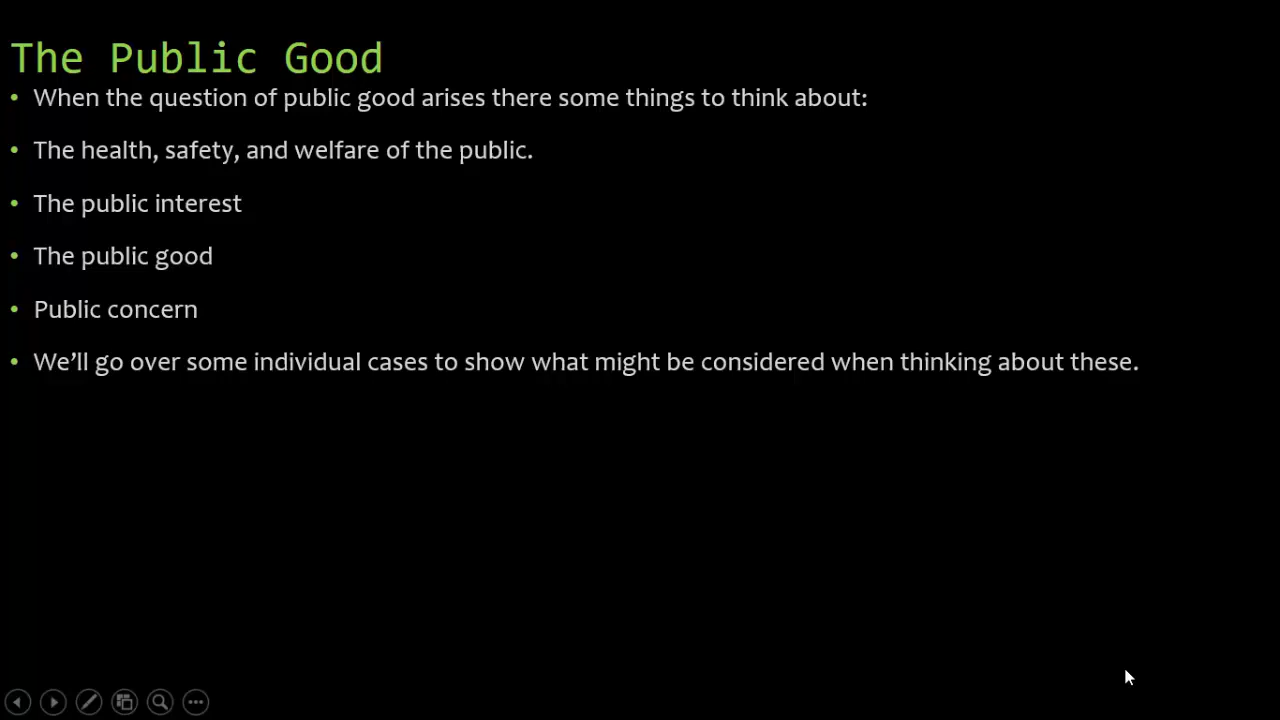 The Public Good
• When the question of public good arises there some things to think about:
• The health, safety, and welfare of the public.
• The public interest
• The public good
• Public concern
• We’ll go over some individual cases to show what might be considered when thinking about these.